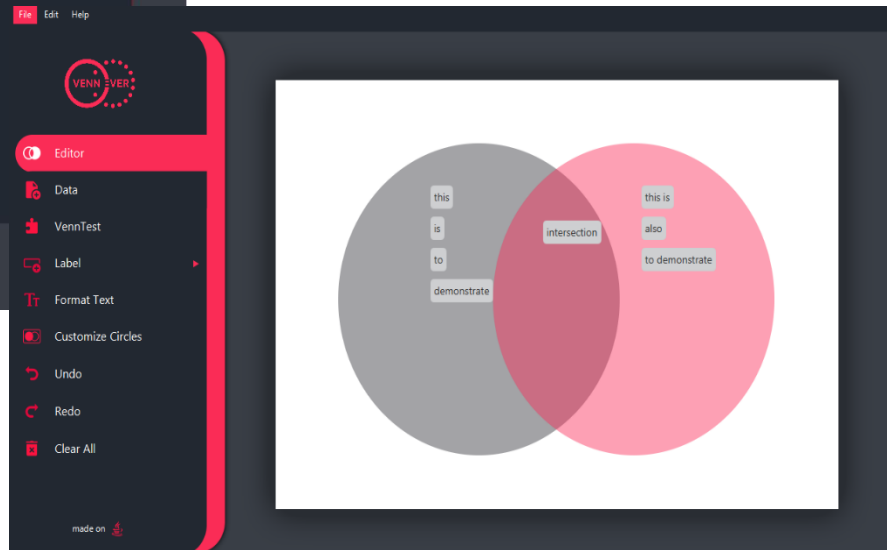 File Edit Help
VENN EVER
Editor
Data
VennTest
Label
Format Text
Customize Circles
Undo
Redo
Clear All
made on
this
is
to
demonstrate
intersection
this is
also
to demonstrate